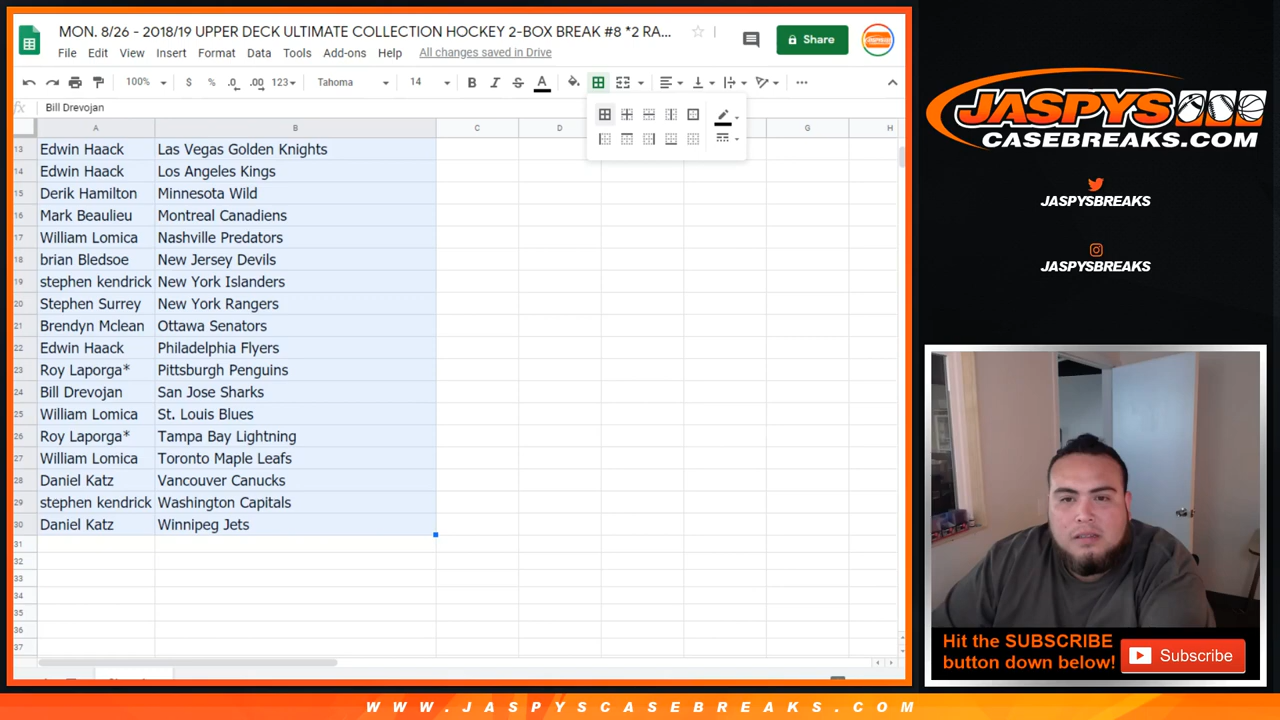 MON. 8/26 - 2018/19 UPPER DECK ULTIMATE COLLECTION HOCKEY 2-BOX BREAK #8 *2 RA...
Share
File Edit View Insert Format Data Tools Add-ons Help All changes saved in Drive
100% $ % .0 .00 123 Tahoma 14 B I S A
fx Bill Drevojan
A B C D G H
13 Edwin Haack Las Vegas Golden Knights
14 Edwin Haack Los Angeles Kings
15 Derik Hamilton Minnesota Wild
16 Mark Beaulieu Montreal Canadiens
17 William Lomica Nashville Predators
18 brian Bledsoe New Jersey Devils
19 stephen kendrick New York Islanders
20 Stephen Surrey New York Rangers
21 Brendyn Mclean Ottawa Senators
22 Edwin Haack Philadelphia Flyers
23 Roy Laporga* Pittsburgh Penguins
24 Bill Drevojan San Jose Sharks
25 William Lomica St. Louis Blues
26 Roy Laporga* Tampa Bay Lightning
27 William Lomica Toronto Maple Leafs
28 Daniel Katz Vancouver Canucks
29 stephen kendrick Washington Capitals
30 Daniel Katz Winnipeg Jets
31
32
33
34
35
36
37
JASPYS
CASEBREAKS.COM
JASPYSBREAKS
JASPYSBREAKS
Hit the SUBSCRIBE
button down below!
Subscribe
WWW.JASPYSCASEBREAKS.COM